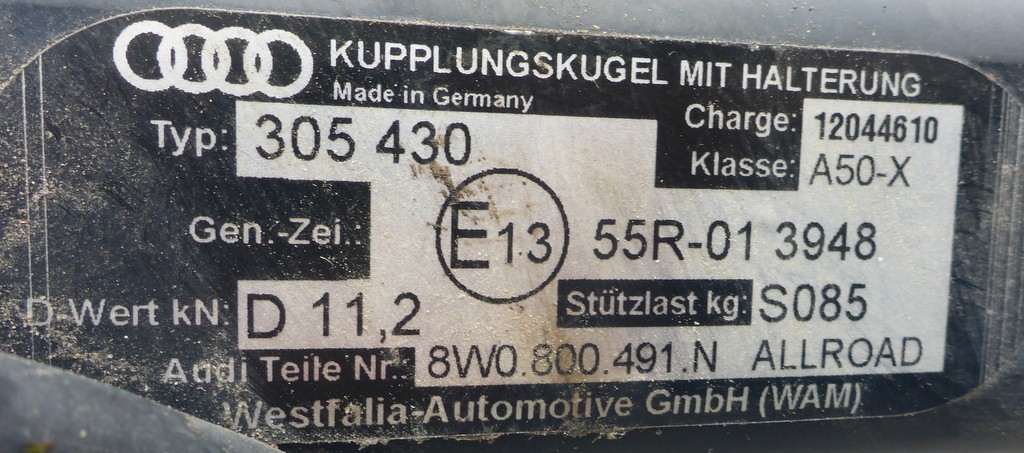 KUPPLUNGSKUGEL MIT HALTERUNG
Made in Germany
Typ: 305 430
Charge: 12044610
Klasse: A50-X
Gen.-Zei.: E13 55R-01 3948
D-Wert kN: D 11,2 Stützlast kg: S085
Audi Teile Nr.: 8W0.800.491.N ALLROAD
Westfalia-Automotive GmbH (WAM)